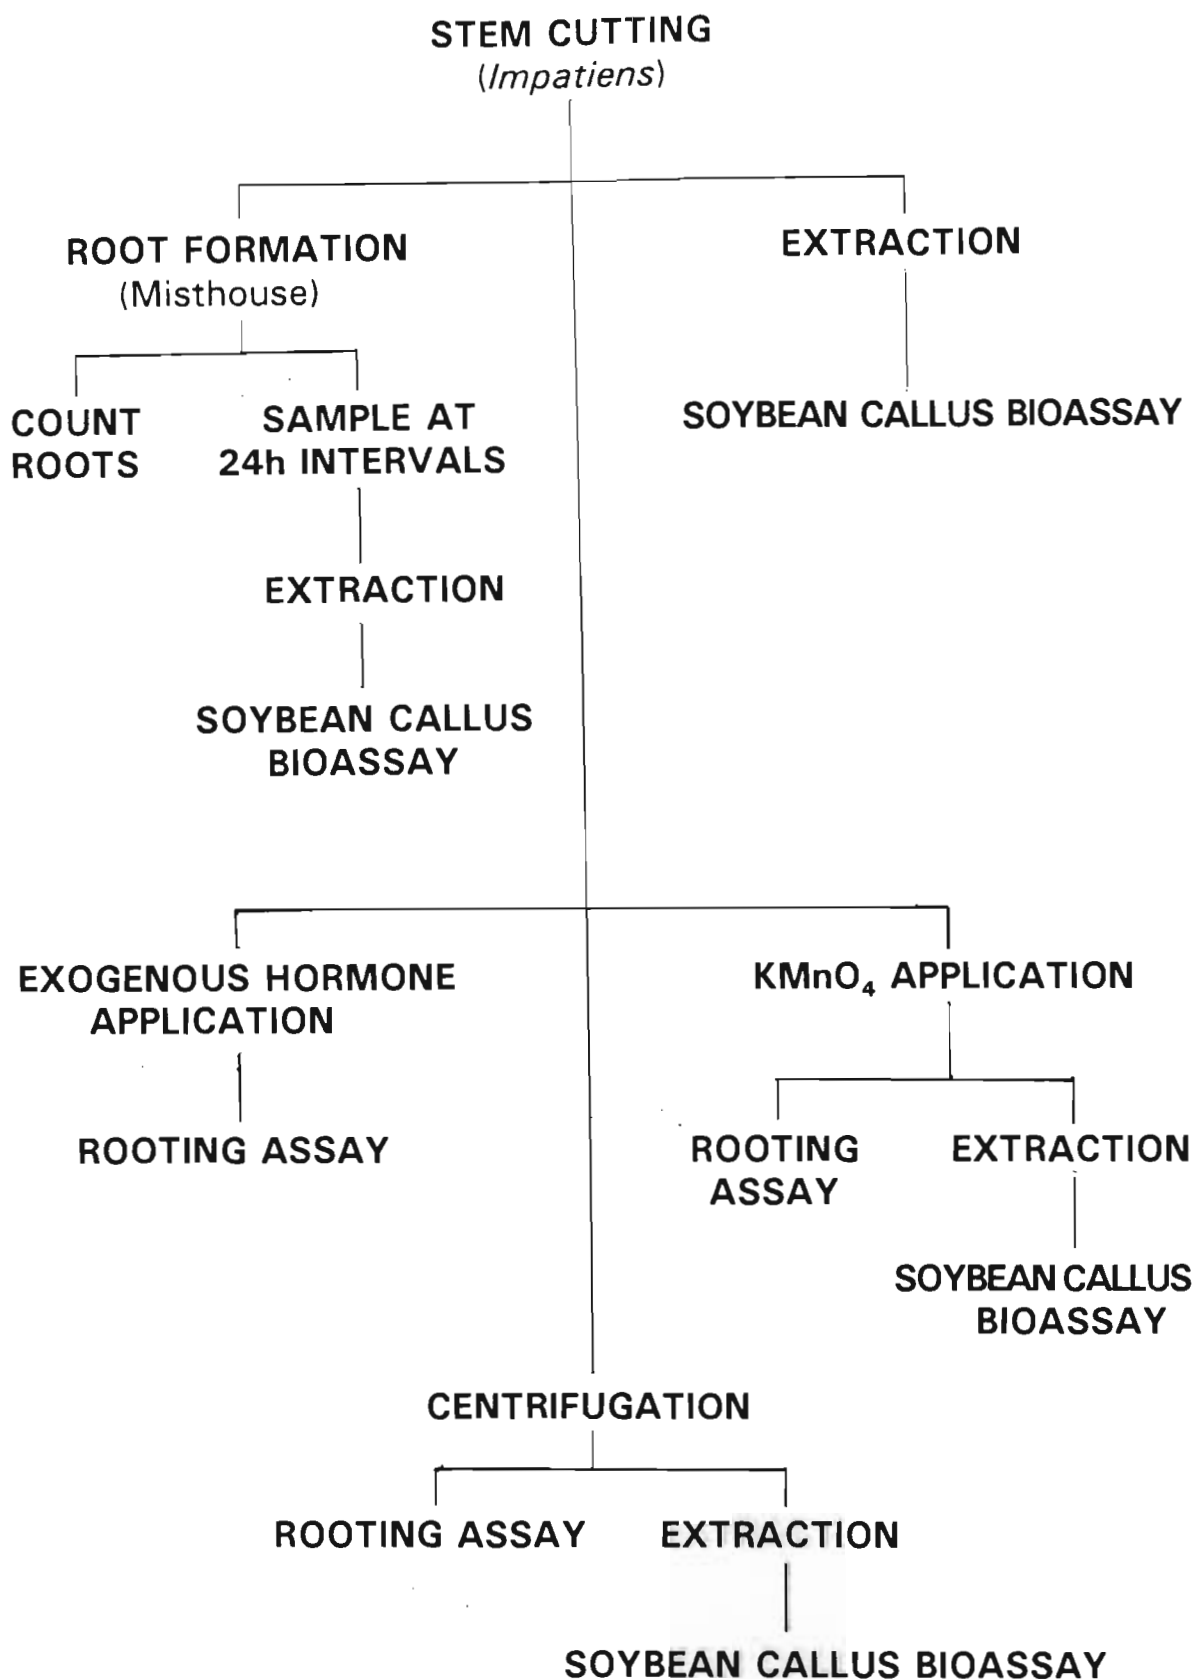 STEM CUTTING
(Impatiens)
ROOT FORMATION
(Misthouse)
EXTRACTION
COUNT
ROOTS
SAMPLE AT
24h INTERVALS
SOYBEAN CALLUS BIOASSAY
EXTRACTION
SOYBEAN CALLUS
BIOASSAY
EXOGENOUS HORMONE
APPLICATION
KMnO₄ APPLICATION
ROOTING ASSAY
ROOTING
ASSAY
EXTRACTION
SOYBEAN CALLUS
BIOASSAY
CENTRIFUGATION
ROOTING ASSAY
EXTRACTION
SOYBEAN CALLUS BIOASSAY